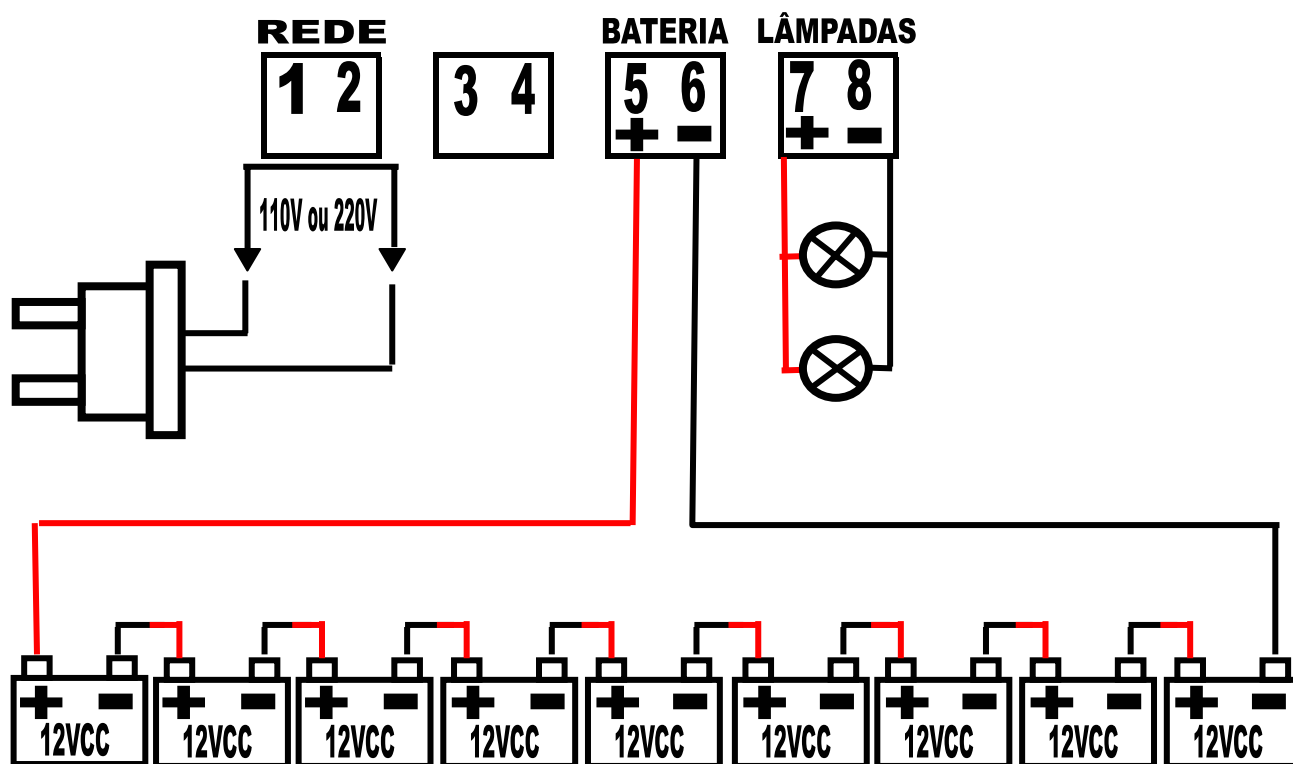 REDE
BATERIA
LÂMPADAS
1 2
3 4
5 6
+ -
7 8
+ -
110V ou 220V
+ -
12VCC
+ -
12VCC
+ -
12VCC
+ -
12VCC
+ -
12VCC
+ -
12VCC
+ -
12VCC
+ -
12VCC
+ -
12VCC